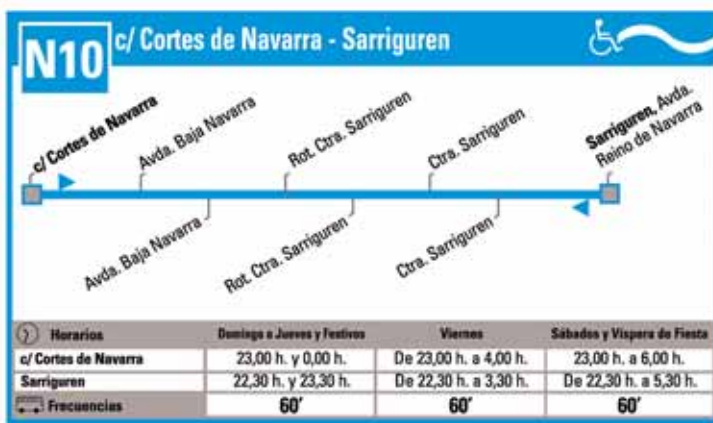 N10
c/ Cortes de Navarra - Sarriguren
c/ Cortes de Navarra
Avda. Baja Navarra
Rot. Ctra. Sarriguren
Ctra. Sarriguren
Sarriguren, Avda.
Reino de Navarra
Avda. Baja Navarra
Rot. Ctra. Sarriguren
Ctra. Sarriguren
Horarios Domingo a Jueves y Festivos Viernes Sábados y Víspera de Fiesta
c/ Cortes de Navarra 23,00 h. y 0,00 h. De 23,00 h. a 4,00 h. 23,00 h. a 6,00 h.
Sarriguren 22,30 h. y 23,30 h. De 22,30 h. a 3,30 h. De 22,30 h. a 5,30 h.
Frecuencias 60’ 60’ 60’